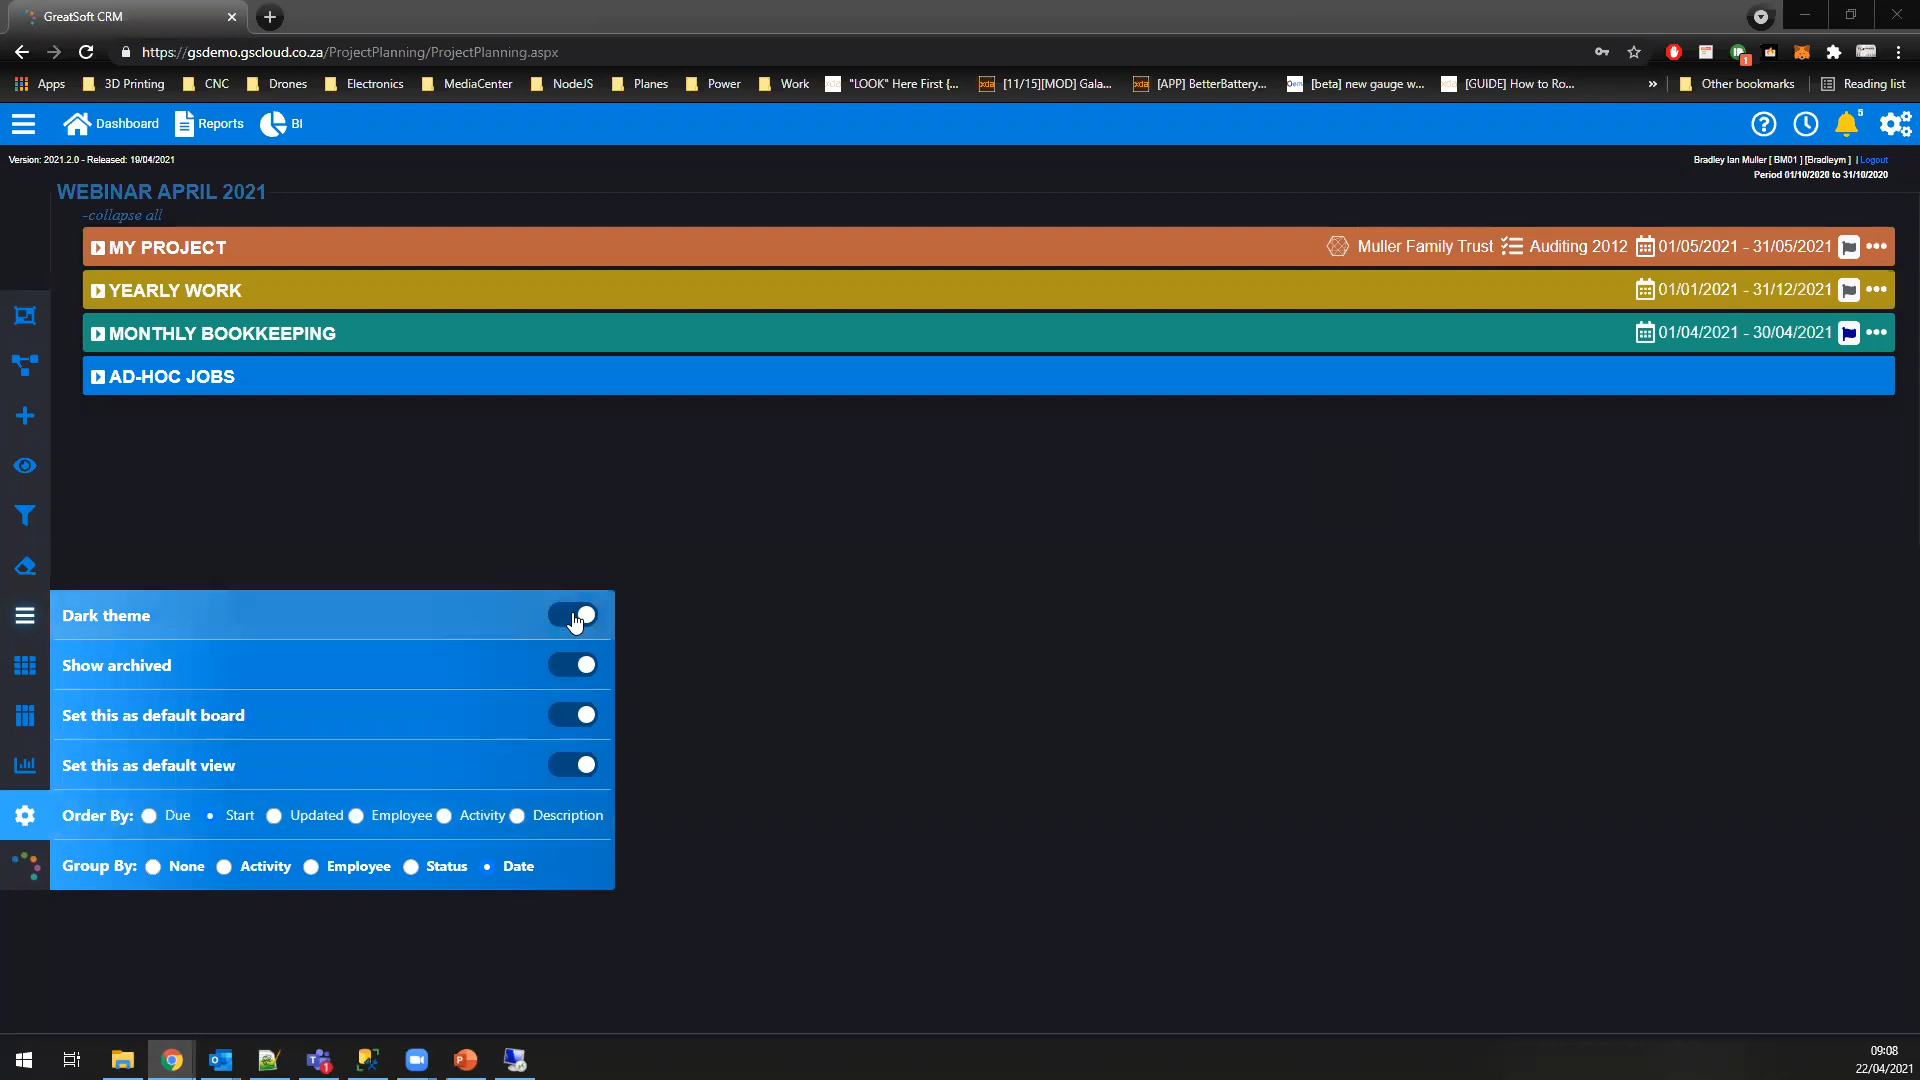 GreatSoft CRM
https://gsdemo.gscloud.co.za/ProjectPlanning/ProjectPlanning.aspx
1
Apps 3D Printing CNC Drones Electronics MediaCenter NodeJS Planes Power Work "LOOK" Here First {... [11/15][MOD] Gala... [APP] BetterBattery... [beta] new gauge w... [GUIDE] How to Ro... » Other bookmarks Reading list
Dashboard Reports BI 5
Version: 2021.2.0 - Released: 19/04/2021
Bradley Ian Muller [ BM01 ] [Bradleym ] | Logout
Period 01/10/2020 to 31/10/2020
WEBINAR APRIL 2021
-collapse all
MY PROJECT Muller Family Trust Auditing 2012 01/05/2021 - 31/05/2021
YEARLY WORK 01/01/2021 - 31/12/2021
MONTHLY BOOKKEEPING 01/04/2021 - 30/04/2021
AD-HOC JOBS
Dark theme
Show archived
Set this as default board
Set this as default view
Order By: Due Start Updated Employee Activity Description
Group By: None Activity Employee Status Date
09:08
22/04/2021